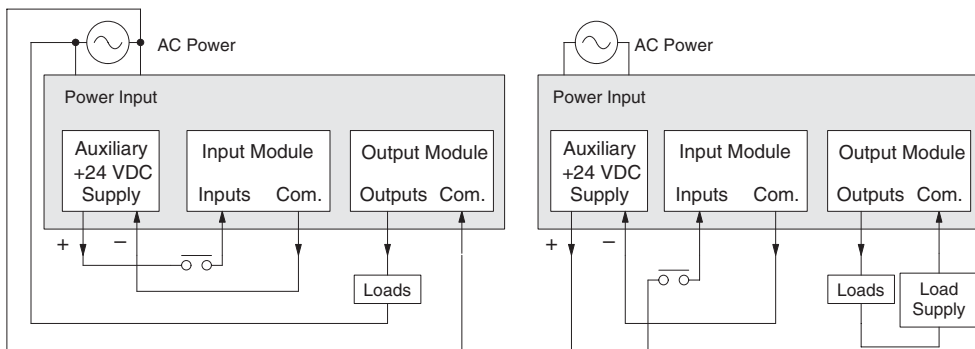 AC Power
Power Input
Auxiliary
+24 VDC
Supply
Input Module
Inputs Com.
Output Module
Outputs Com.
+ –
Loads
AC Power
Power Input
Auxiliary
+24 VDC
Supply
Input Module
Inputs Com.
Output Module
Outputs Com.
+ –
Loads
Load
Supply